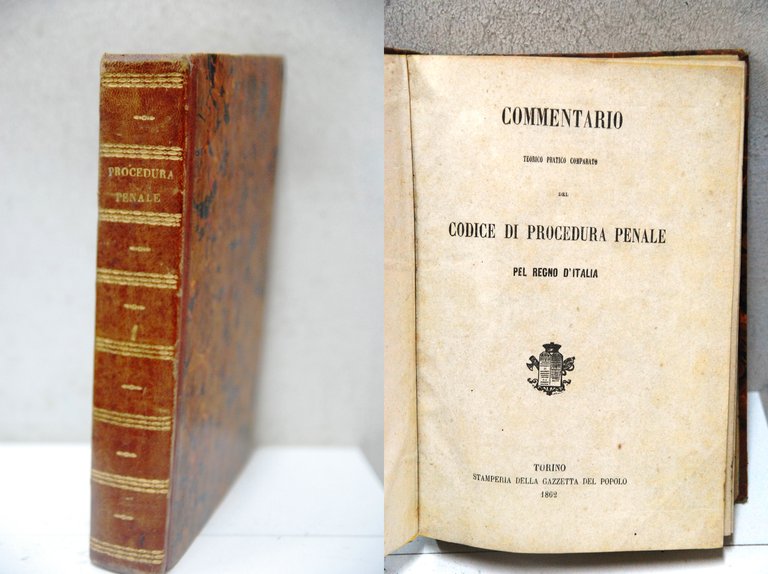 PROCEDURA
PENALE
1
COMMENTARIO
TEORICO PRATICO COMPARATO
DEL
CODICE DI PROCEDURA PENALE
PEL REGNO D'ITALIA
TORINO
STAMPERIA DELLA GAZZETTA DEL POPOLO
1862